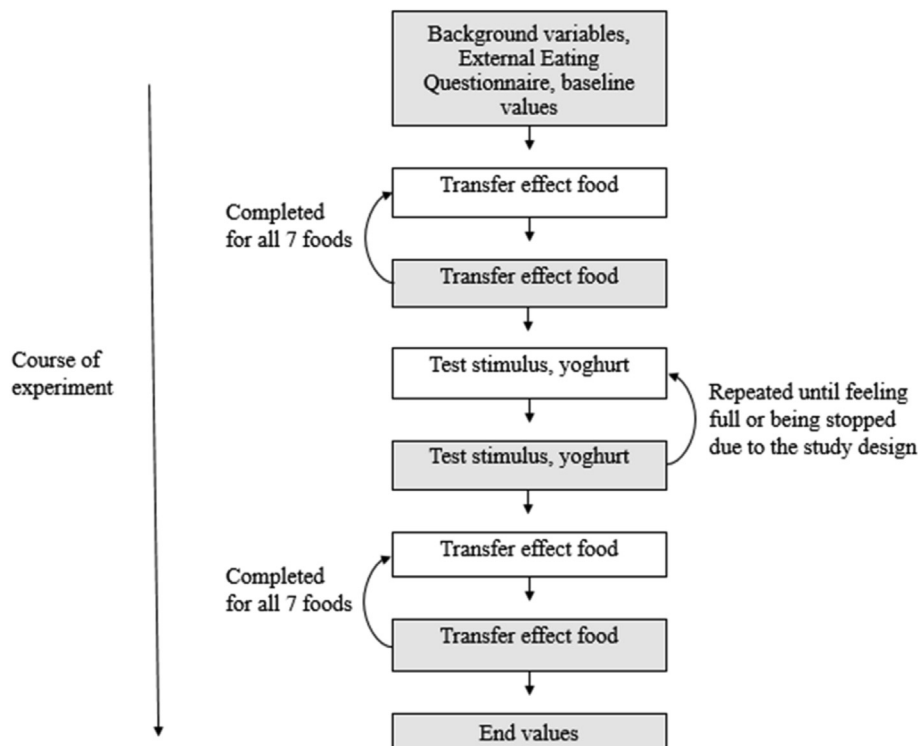 Background variables,
External Eating
Questionnaire, baseline
values
Transfer effect food
Completed
for all 7 foods
Transfer effect food
Course of
experiment
Test stimulus, yoghurt
Repeated until feeling
full or being stopped
due to the study design
Test stimulus, yoghurt
Transfer effect food
Completed
for all 7 foods
Transfer effect food
End values